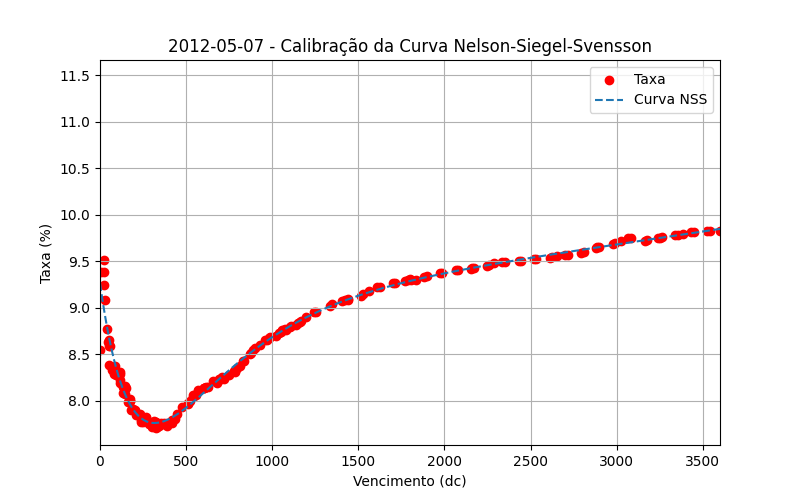 2012-05-07 - Calibração da Curva Nelson-Siegel-Svensson
Taxa
Curva NSS
11.5
11.0
10.5
10.0
9.5
9.0
8.5
8.0
Taxa (%)
0 500 1000 1500 2000 2500 3000 3500
Vencimento (dc)